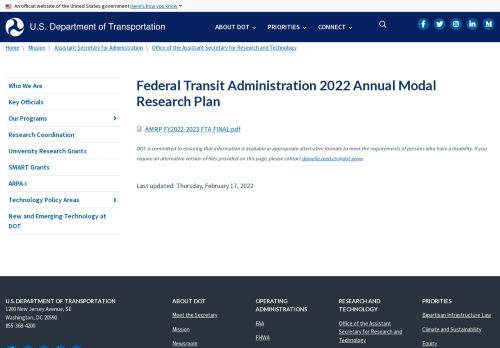 An official website of the United States government Here's how you know
U.S. Department of Transportation
ABOUT DOT
PRIORITIES
CONNECT
Home \ Mission \ Assistant Secretary for Administration \ Office of the Assistant Secretary for Research and Technology
Who We Are
Key Officials
Our Programs
Research Coordination
University Research Grants
SMART Grants
ARPA-I
Technology Policy Areas
New and Emerging Technology at
DOT
Federal Transit Administration 2022 Annual Modal
Research Plan
AMRP FY2022-2023 FTA FINAL.pdf
DOT is committed to ensuring that information is available in appropriate alternative formats to meet the requirements of persons who have a disability. If you
require an alternative version of files provided on this page, please contact
Last updated: Thursday, February 17, 2022
U.S. DEPARTMENT OF TRANSPORTATION
1200 New Jersey Avenue, SE
Washington, DC 20590
855-368-4200
ABOUT DOT
Meet the Secretary
Mission
Newsroom
OPERATING
ADMINISTRATIONS
FAA
FHWA
RESEARCH AND
TECHNOLOGY
Office of the Assistant
Secretary for Research and
Technology
PRIORITIES
Bipartisan Infrastructure Law
Climate and Sustainability
Equity